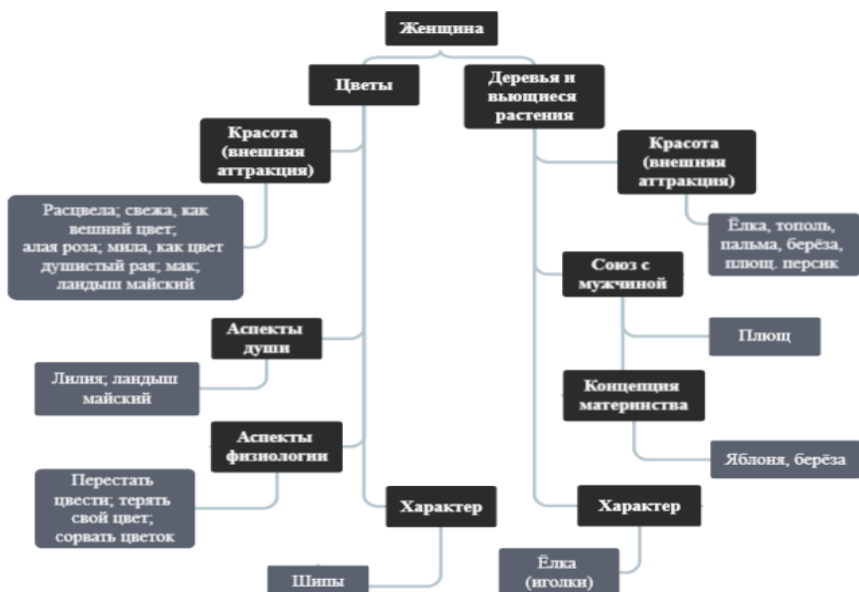 Женщина
Цветы
Деревья и
вьющиеся
растения
Красота
(внешняя
аттракция)
Расцвела; свежа, как
вешний цвет;
алая роза; мила, как цвет
душистый рая; мак;
ландыш майский
Аспекты
души
Лилия; ландыш
майский
Аспекты
физиологии
Перестать
цвести; терять
свой цвет;
сорвать цветок
Характер
Шипы
Красота
(внешняя
аттракция)
Ёлка, тополь,
пальма, берёза,
плющ. персик
Союз с
мужчиной
Плющ
Концепция
материнства
Яблоня, берёза
Характер
Ёлка
(иголки)